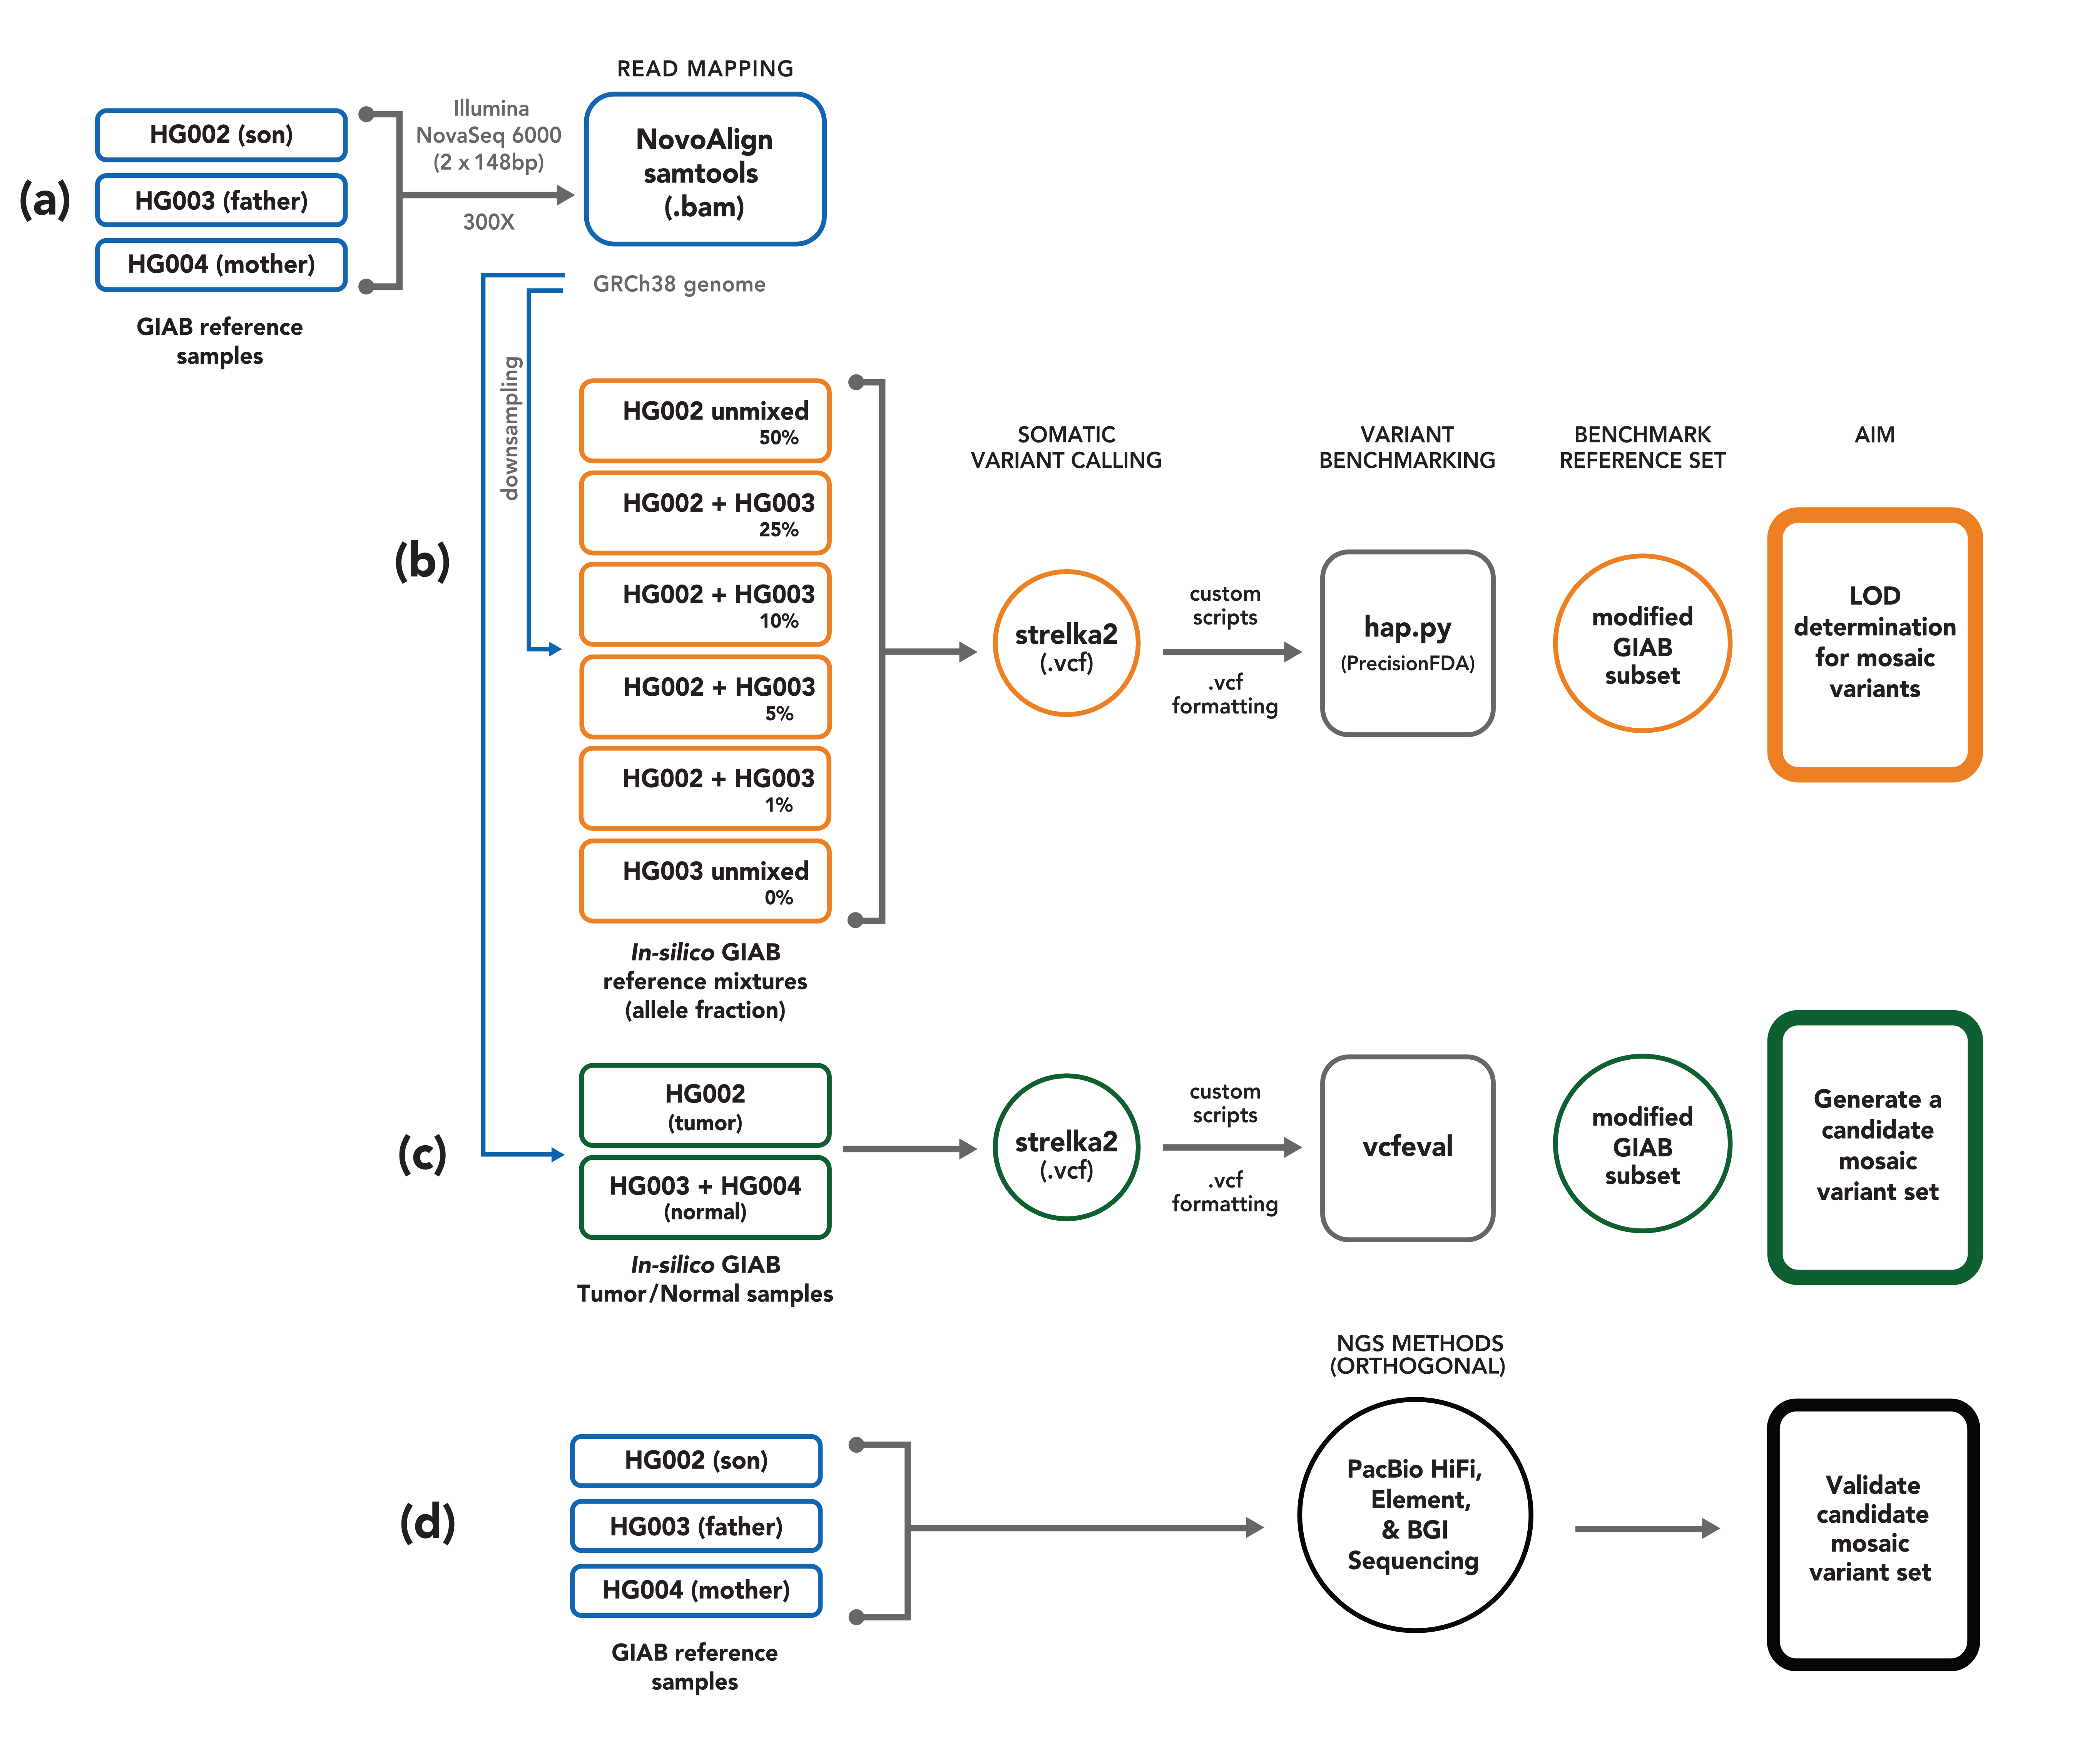 (a)
HG002 (son)
HG003 (father)
HG004 (mother)
GIAB reference
samples
Illumina
NovaSeq 6000
(2 x 148bp)
300X
READ MAPPING
NovoAlign
samtools
(.bam)
GRCh38 genome
downsampling
(b)
HG002 unmixed
50%
HG002 + HG003
25%
HG002 + HG003
10%
HG002 + HG003
5%
HG002 + HG003
1%
HG003 unmixed
0%
In-silico GIAB
reference mixtures
(allele fraction)
SOMATIC
VARIANT CALLING
strelka2
(.vcf)
custom
scripts
.vcf
formatting
VARIANT
BENCHMARKING
hap.py
(PrecisionFDA)
BENCHMARK
REFERENCE SET
modified
GIAB
subset
AIM
LOD
determination
for mosaic
variants
(c)
HG002
(tumor)
HG003 + HG004
(normal)
In-silico GIAB
Tumor/Normal samples
strelka2
(.vcf)
custom
scripts
.vcf
formatting
vcfeval
modified
GIAB
subset
Generate a
candidate
mosaic
variant set
(d)
HG002 (son)
HG003 (father)
HG004 (mother)
GIAB reference
samples
NGS METHODS
(ORTHOGONAL)
PacBio HiFi,
Element,
& BGI
Sequencing
Validate
candidate
mosaic
variant set